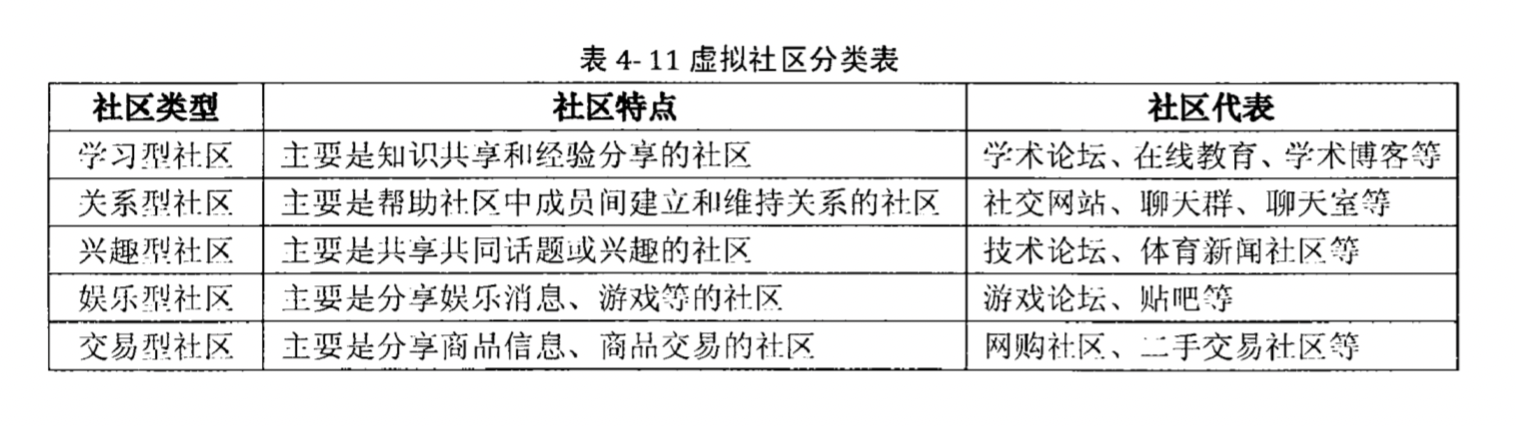 表 4- 11 虚拟社区分类表
社区类型 社区特点 社区代表
学习型社区 主要是知识共享和经验分享的社区 学术论坛、在线教育、学术博客等
关系型社区 主要是帮助社区中成员间建立和维持关系的社区 社交网站、聊天群、聊天室等
兴趣型社区 主要是共享共同话题或兴趣的社区 技术论坛、体育新闻社区等
娱乐型社区 主要是分享娱乐消息、游戏等的社区 游戏论坛、贴吧等
交易型社区 主要是分享商品信息、商品交易的社区 网购社区、二手交易社区等